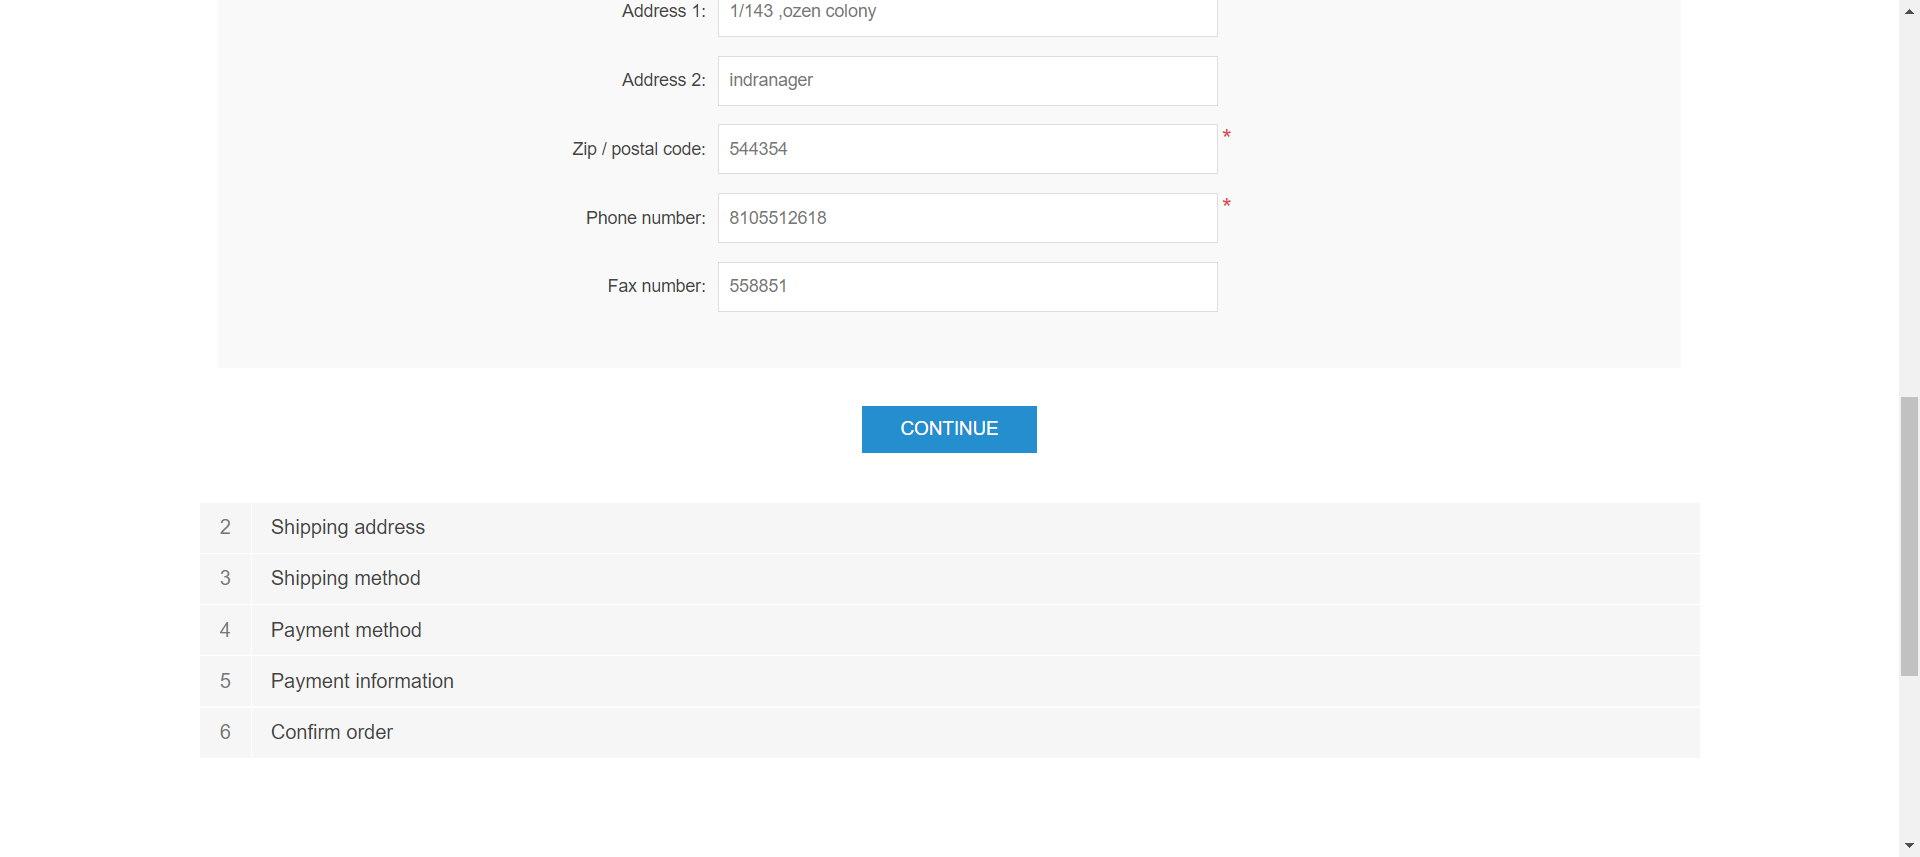 Address 1: 1/143 ,ozen colony
Address 2: indranager
Zip / postal code: 544354 *
Phone number: 8105512618 *
Fax number: 558851
CONTINUE
2 Shipping address
3 Shipping method
4 Payment method
5 Payment information
6 Confirm order